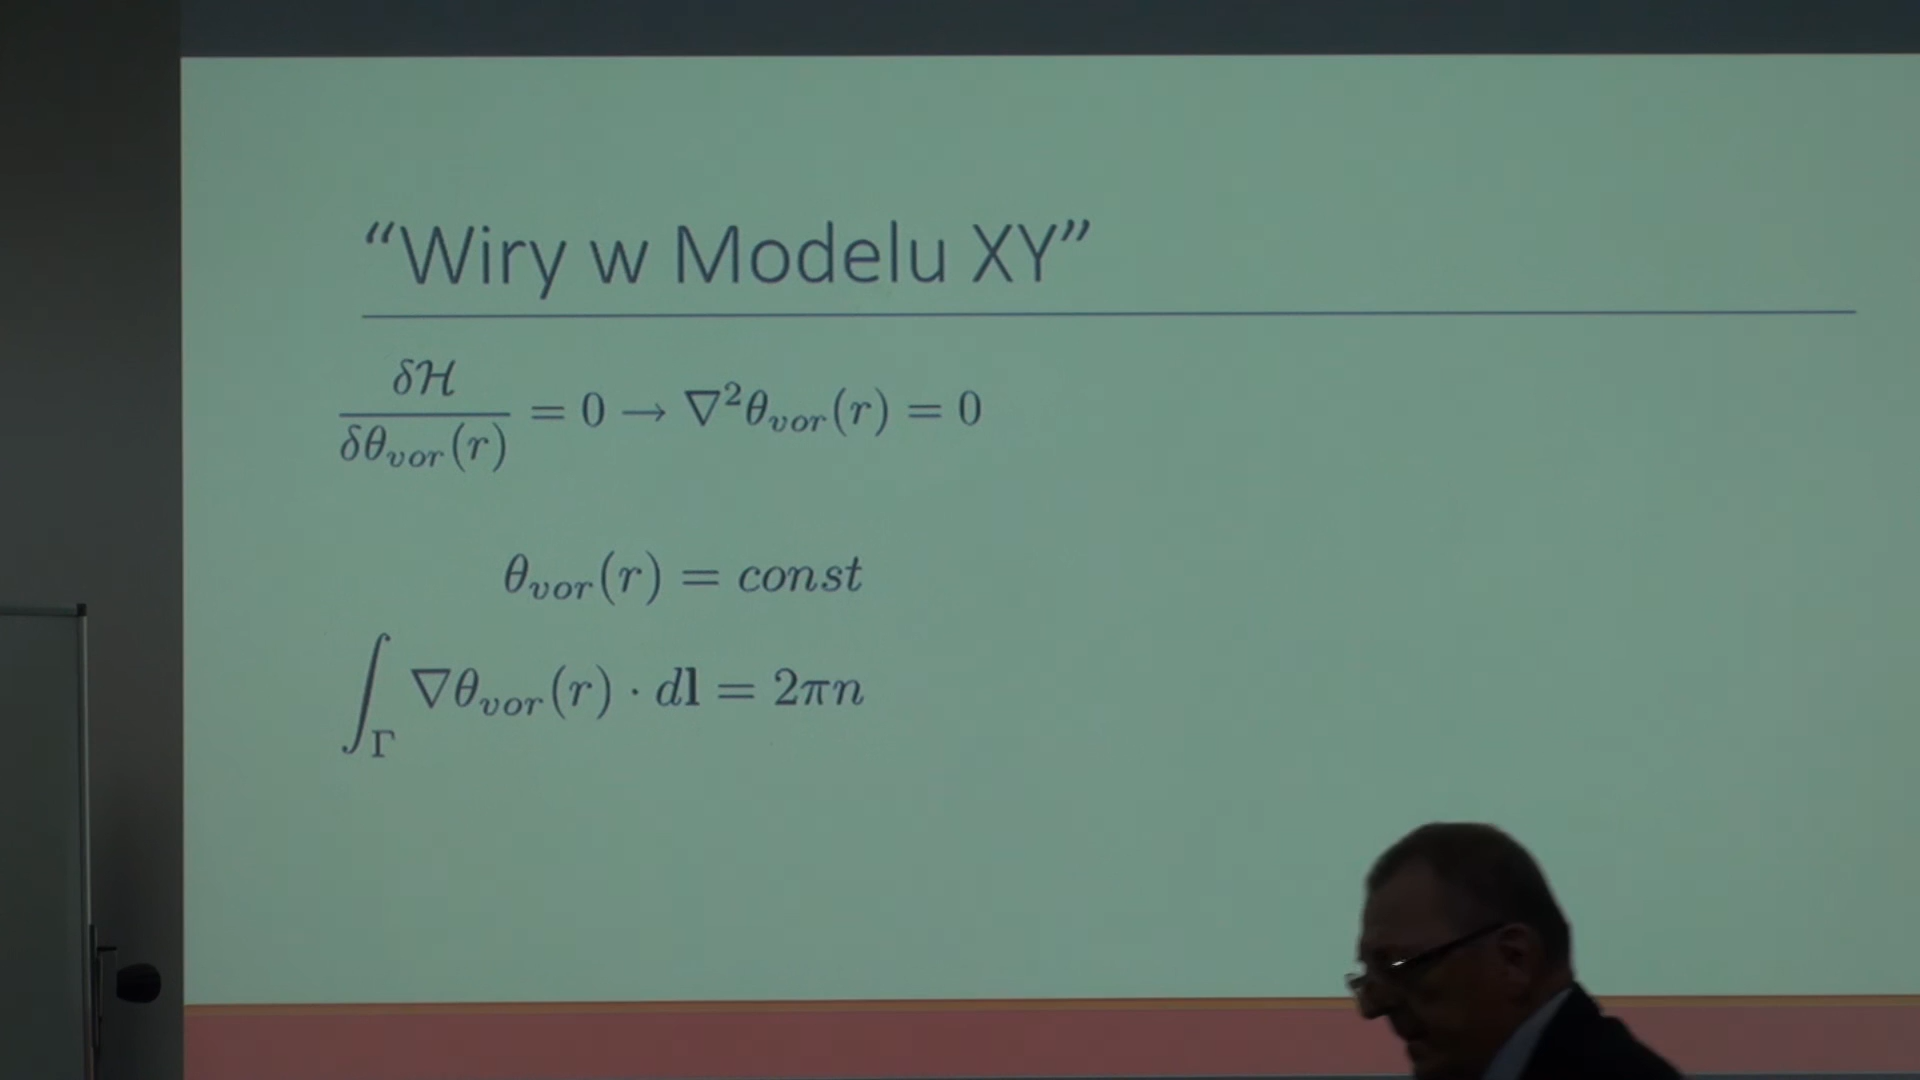 “Wiry w Modelu XY”
δℋ/δθ_vor(r) = 0 → ∇²θ_vor(r) = 0
θ_vor(r) = const
∫_Γ ∇θ_vor(r) · dl = 2πn